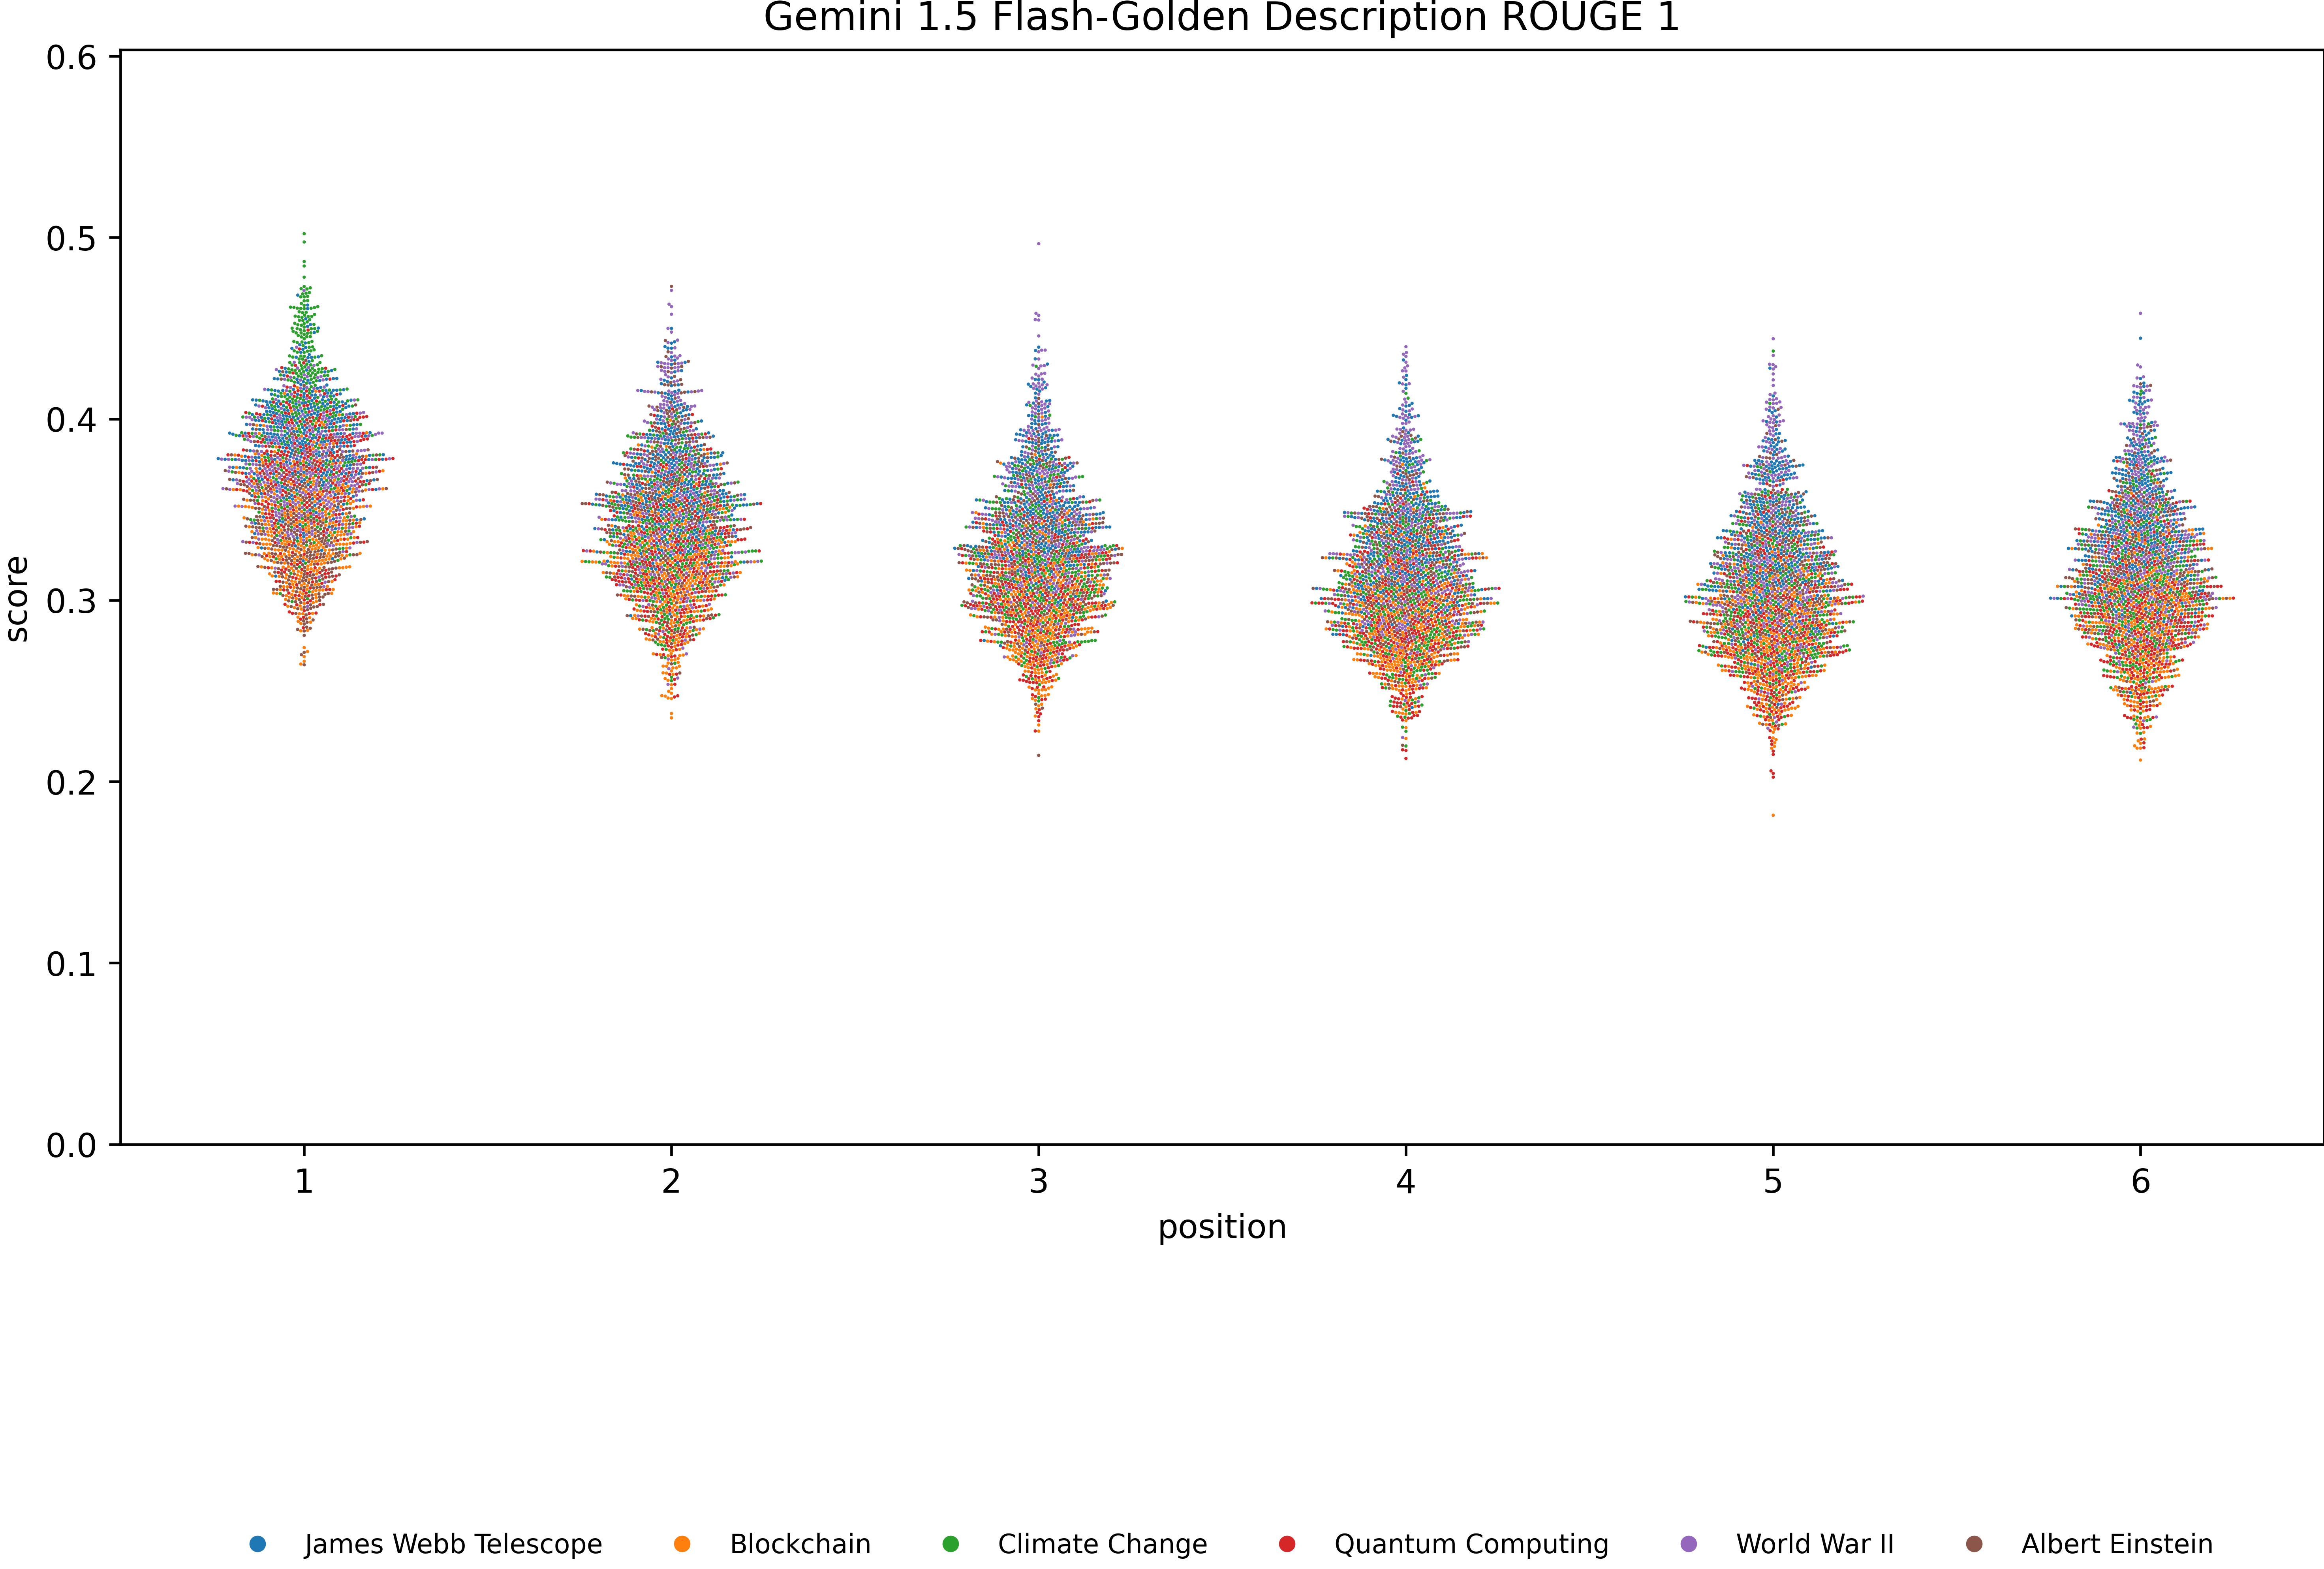 Gemini 1.5 Flash-Golden Description ROUGE 1
0.6
0.5
0.4
0.3
0.2
0.1
0.0
score
1 2 3 4 5 6
position
James Webb Telescope Blockchain Climate Change Quantum Computing World War II Albert Einstein